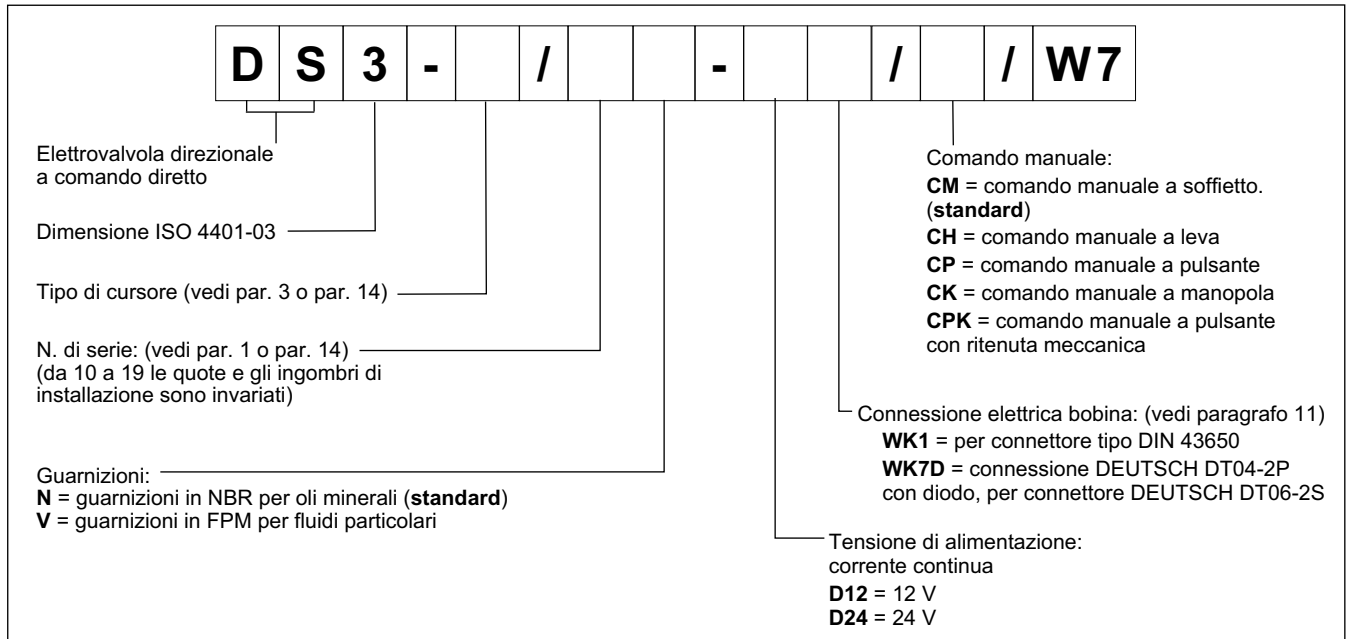 D S 3 - / - / / W7
Elettrovalvola direzionale
a comando diretto
Dimensione ISO 4401-03
Tipo di cursore (vedi par. 3 o par. 14)
N. di serie: (vedi par. 1 o par. 14)
(da 10 a 19 le quote e gli ingombri di
installazione sono invariati)
Guarnizioni:
N = guarnizioni in NBR per oli minerali (standard)
V = guarnizioni in FPM per fluidi particolari
Comando manuale:
CM = comando manuale a soffietto.
(standard)
CH = comando manuale a leva
CP = comando manuale a pulsante
CK = comando manuale a manopola
CPK = comando manuale a pulsante
con ritenuta meccanica
Connessione elettrica bobina: (vedi paragrafo 11)
WK1 = per connettore tipo DIN 43650
WK7D = connessione DEUTSCH DT04-2P
con diodo, per connettore DEUTSCH DT06-2S
Tensione di alimentazione:
corrente continua
D12 = 12 V
D24 = 24 V